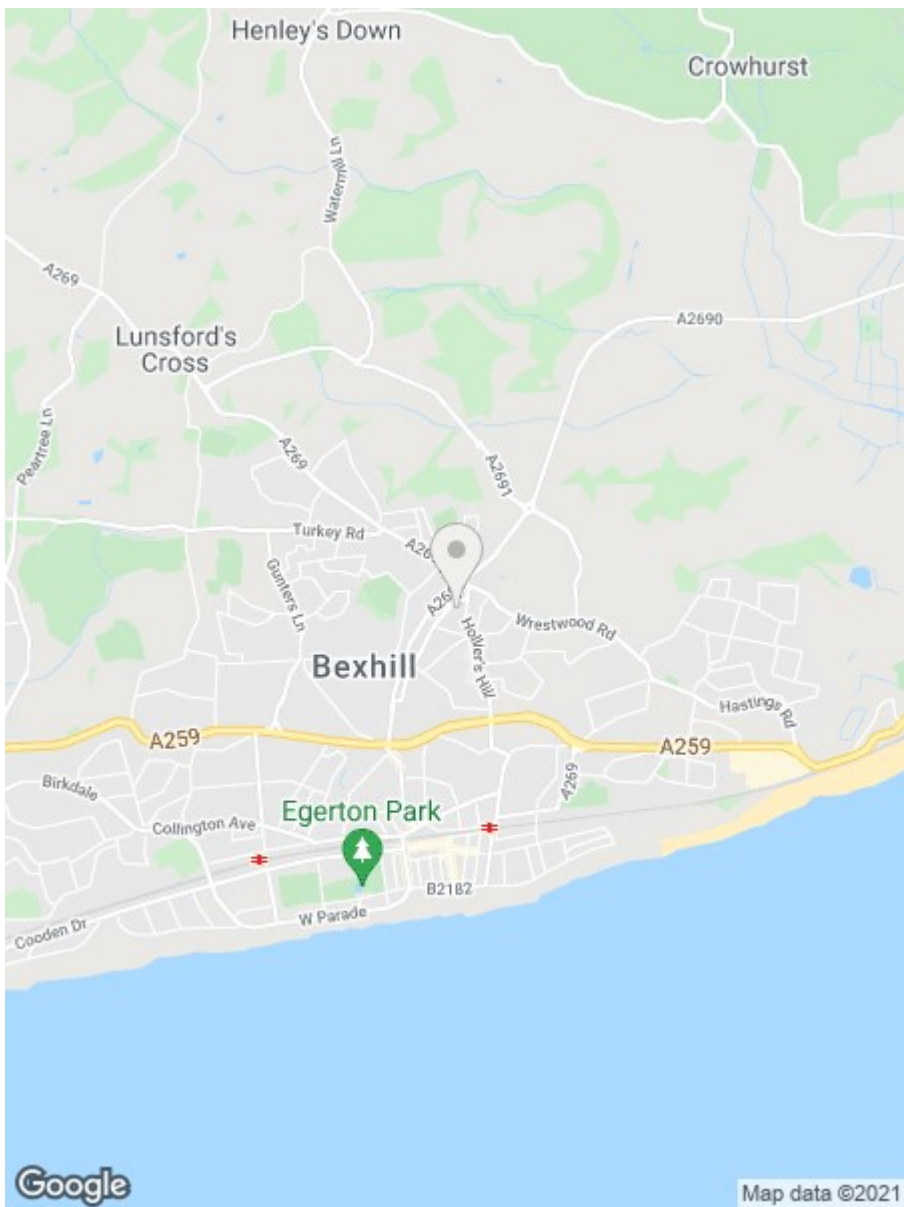 Henley's Down
Crowhurst
Watermill Ln
A269
A2690
Lunsford's
Cross
Peartree Ln
A269
A2691
Turkey Rd
Gunters Ln
Wrestwood Rd
Holliers Hill
Bexhill
Hastings Rd
A259
A259
Birkdale
A269
Egerton Park
Collington Ave
B2182
W Parade
Cooden Dr
Google
Map data ©2021